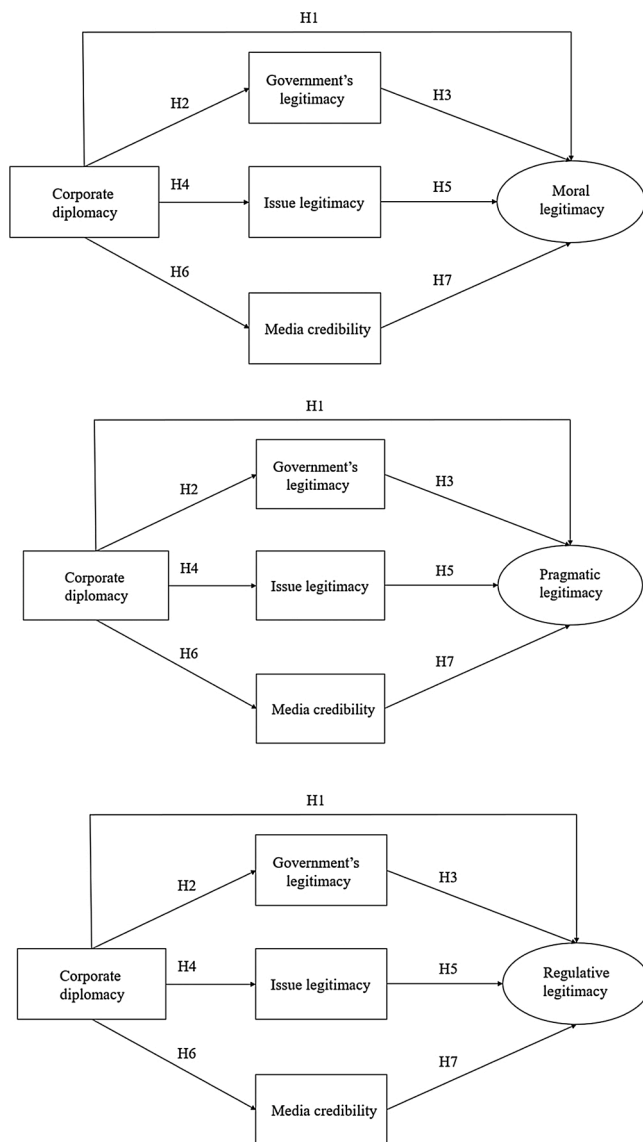 H1
Government's
legitimacy
H2
H3
Corporate
diplomacy
H4
Issue legitimacy
H5
Moral
legitimacy
H6
H7
Media credibility
H1
Government's
legitimacy
H2
H3
Corporate
diplomacy
H4
Issue legitimacy
H5
Pragmatic
legitimacy
H6
H7
Media credibility
H1
Government's
legitimacy
H2
H3
Corporate
diplomacy
H4
Issue legitimacy
H5
Regulative
legitimacy
H6
H7
Media credibility